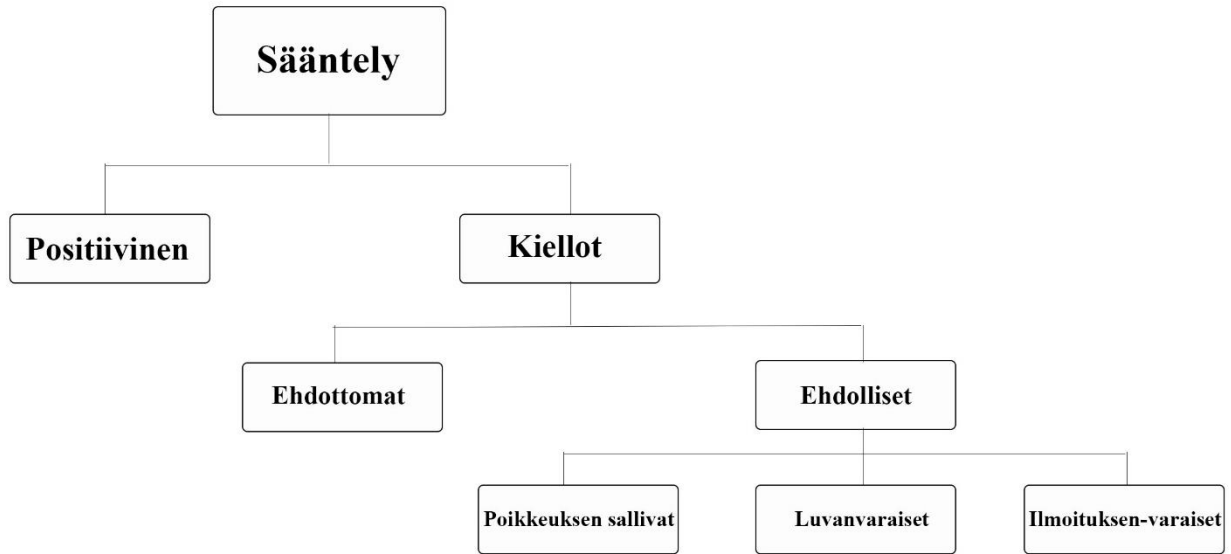 Sääntely
Positiivinen
Kiellot
Ehdottomat
Ehdolliset
Poikkeuksen sallivat
Luvanvaraiset
Ilmoituksen-varaiset